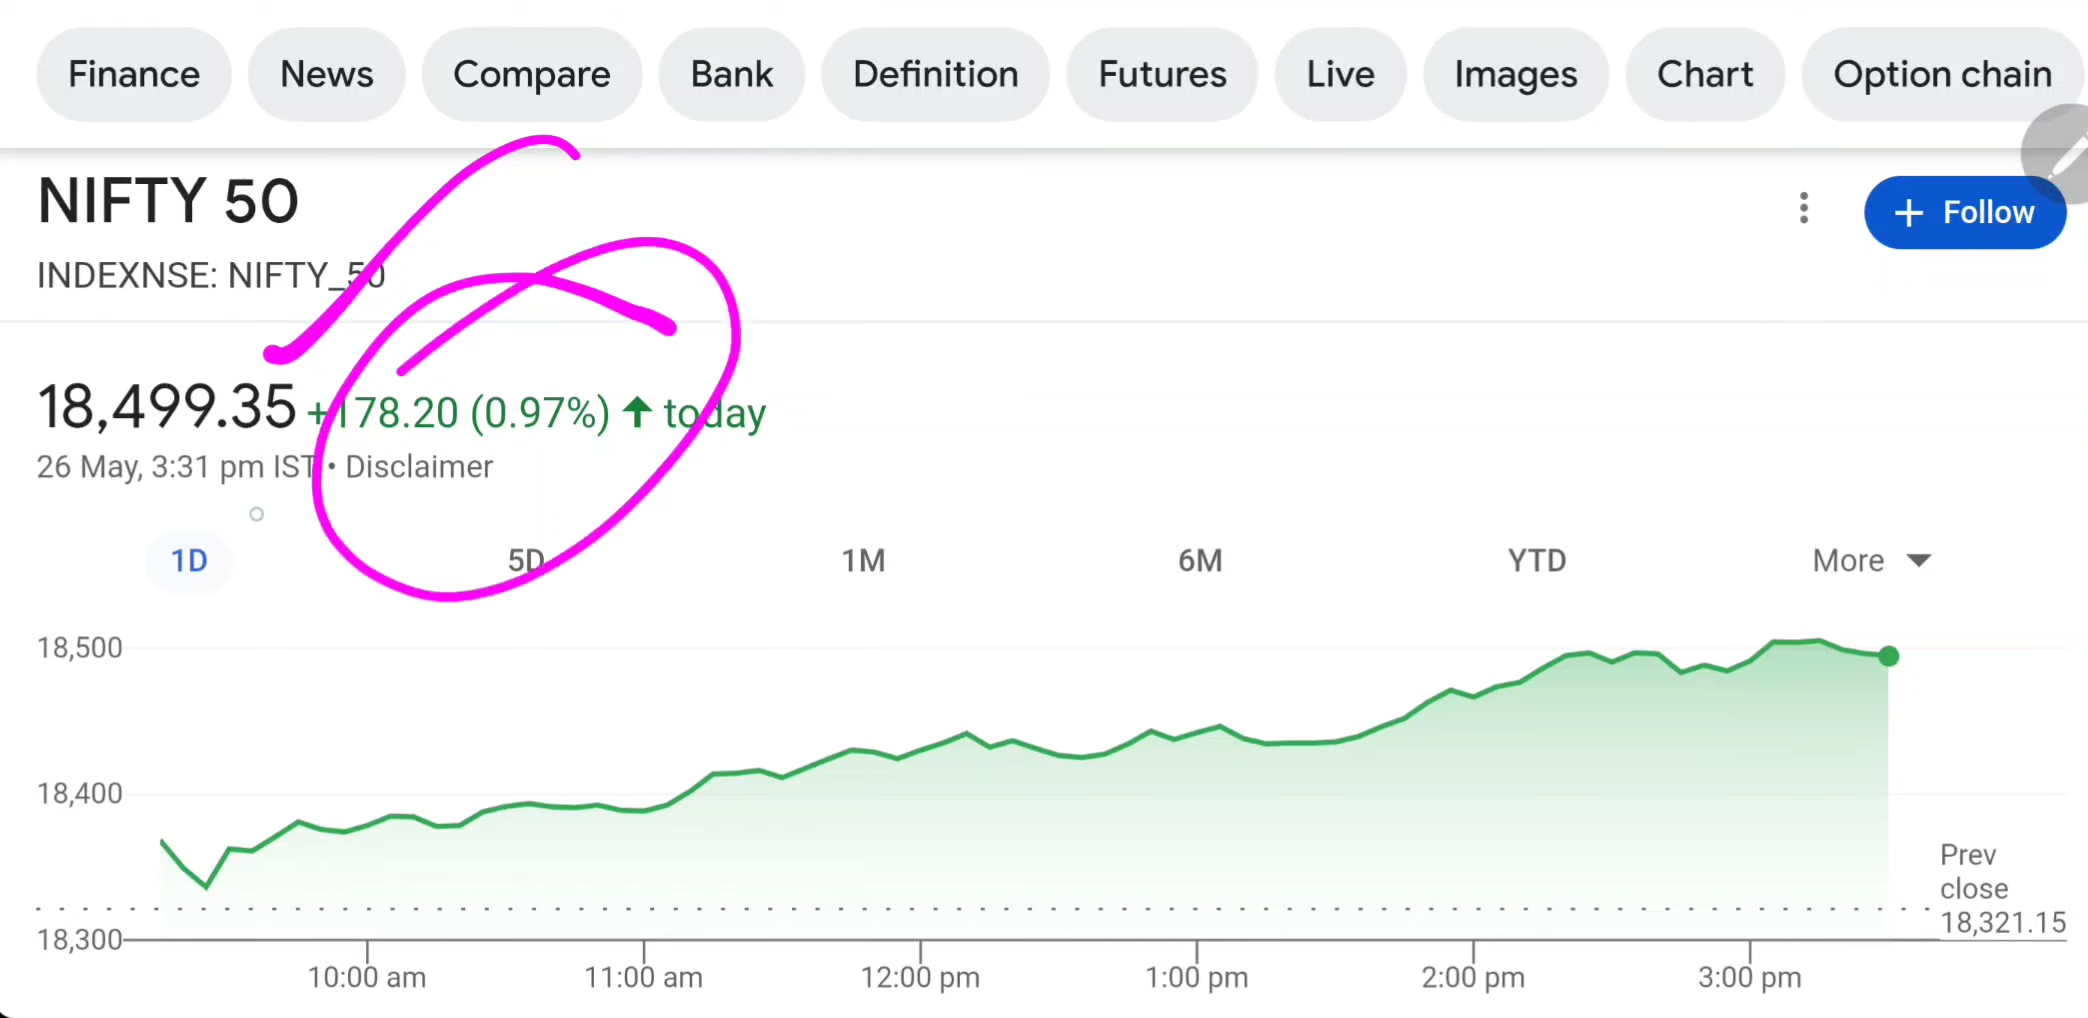 Finance News Compare Bank Definition Futures Live Images Chart Option chain
NIFTY 50
+ Follow
INDEXNSE: NIFTY_50
18,499.35 +178.20 (0.97%) ↑ today
26 May, 3:31 pm IST • Disclaimer
1D 5D 1M 6M YTD More
18,500
18,400
Prev
close
18,321.15
18,300
10:00 am 11:00 am 12:00 pm 1:00 pm 2:00 pm 3:00 pm